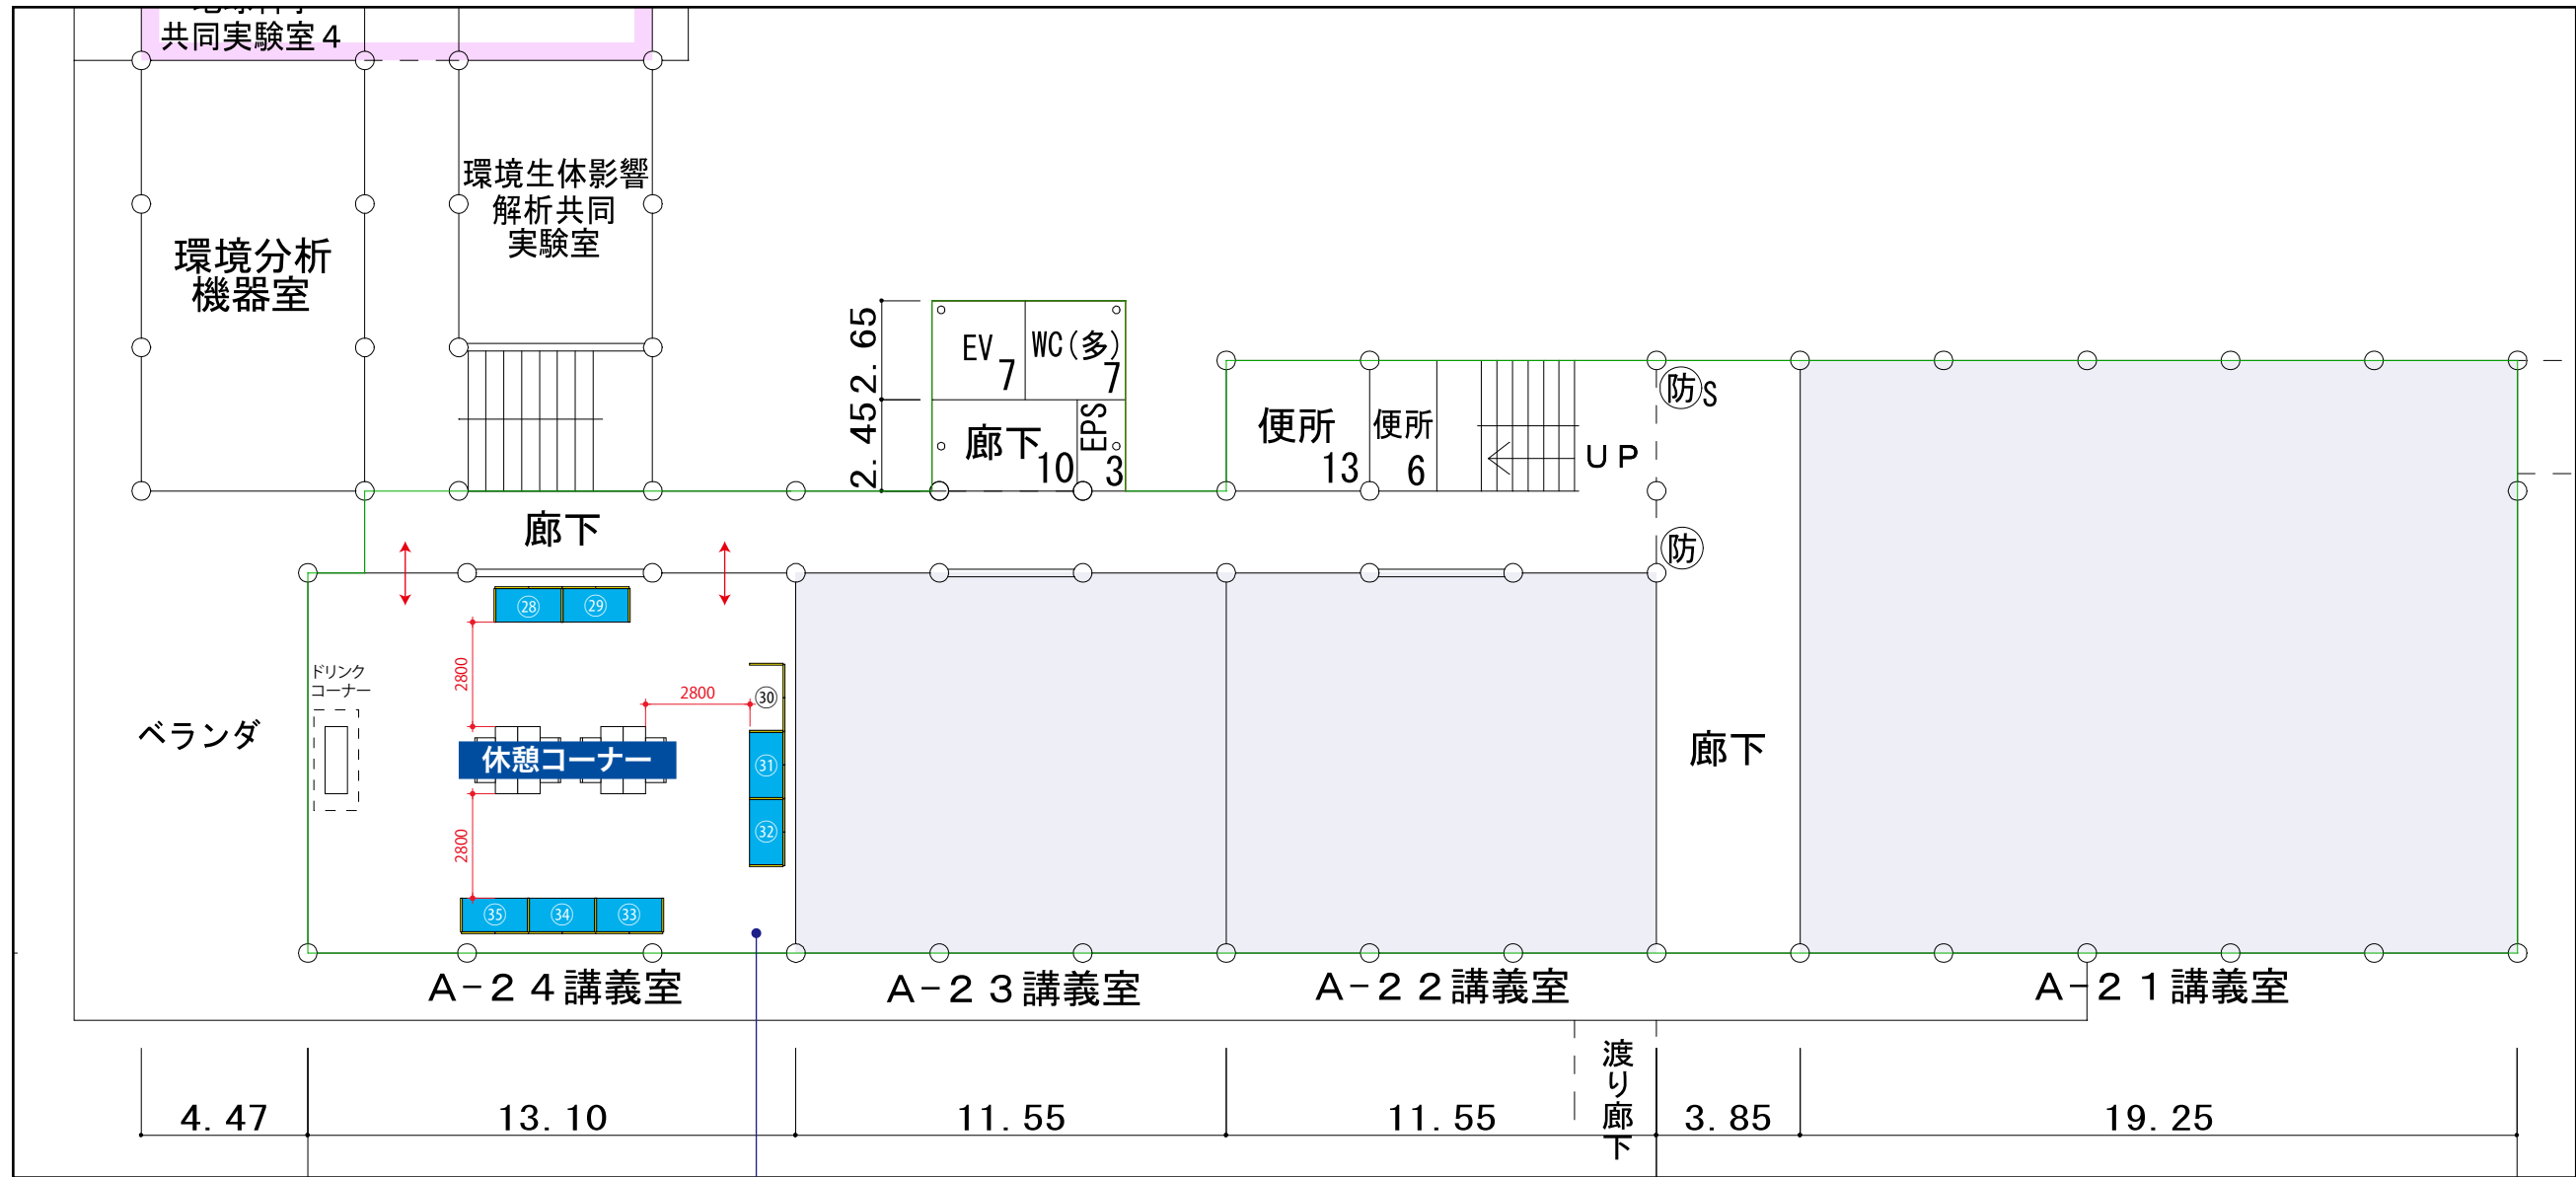 共同実験室４
環境生体影響
解析共同
実験室
環境分析
機器室
2.65
2.45
EV
7
WC(多)
7
廊下
10
EPS
3
便所
13
便所
6
UP
防S
防
廊下
28
29
2800
2800
30
ドリンク
コーナー
ベランダ
休憩コーナー
31
32
2800
35
34
33
廊下
A-24講義室
A-23講義室
A-22講義室
A-21講義室
渡り廊下
4.47
13.10
11.55
11.55
3.85
19.25